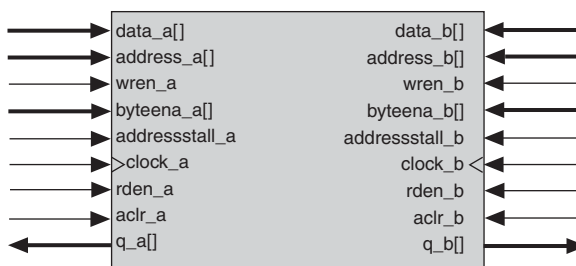 data_a[] data_b[]
address_a[] address_b[]
wren_a wren_b
byteena_a[] byteena_b[]
addressstall_a addressstall_b
clock_a clock_b
rden_a rden_b
aclr_a aclr_b
q_a[] q_b[]